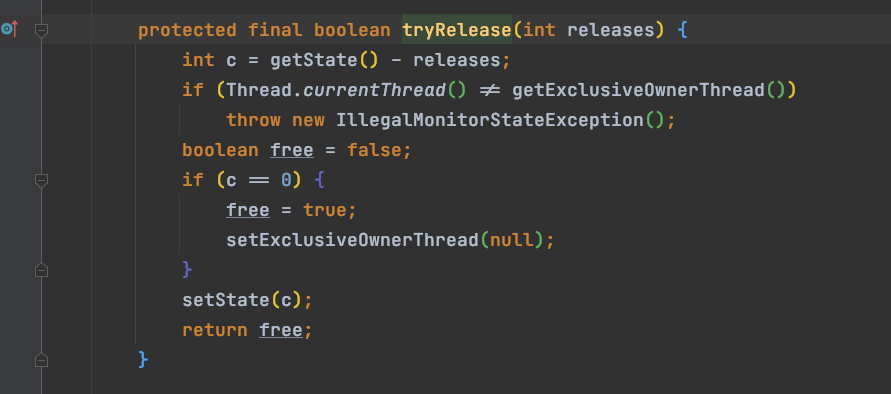 protected final boolean tryRelease(int releases) {
int c = getState() - releases;
if (Thread.currentThread() != getExclusiveOwnerThread())
throw new IllegalMonitorStateException();
boolean free = false;
if (c == 0) {
free = true;
setExclusiveOwnerThread(null);
}
setState(c);
return free;
}